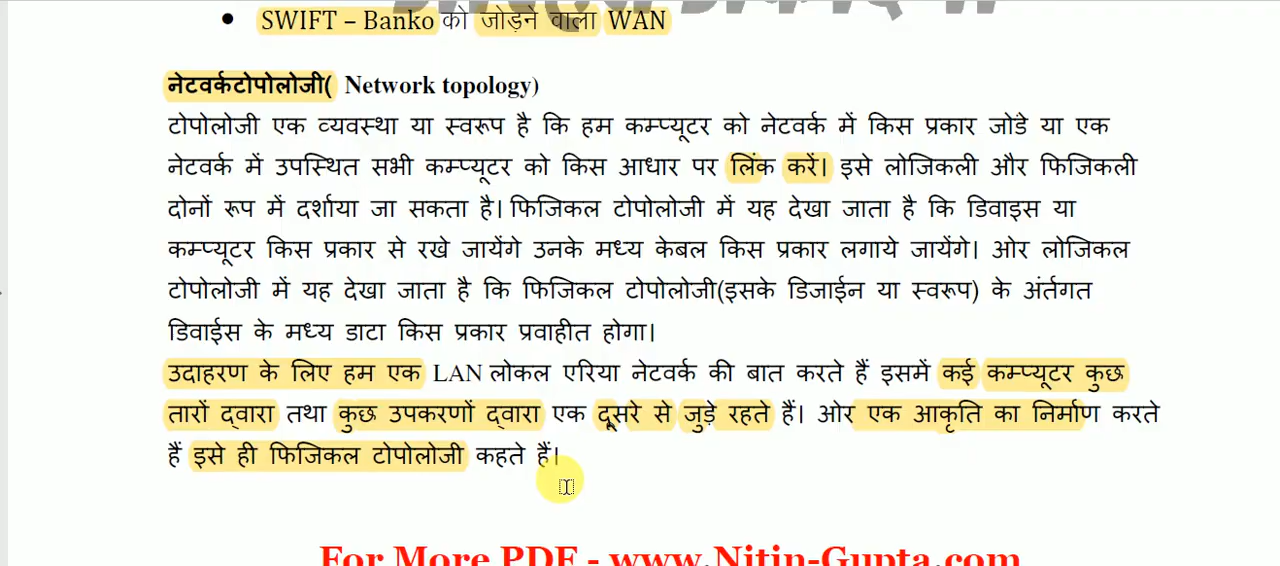 • SWIFT – Banko को जोड़ने वाला WAN
नेटवर्कटोपोलोजी( Network topology)
टोपोलोजी एक व्यवस्था या स्वरूप है कि हम कम्प्यूटर को नेटवर्क में किस प्रकार जोडे या एक
नेटवर्क में उपस्थित सभी कम्प्यूटर को किस आधार पर लिंक करें। इसे लोजिकली और फिजिकली
दोनों रूप में दर्शाया जा सकता है। फिजिकल टोपोलोजी में यह देखा जाता है कि डिवाइस या
कम्प्यूटर किस प्रकार से रखे जायेंगे उनके मध्य केबल किस प्रकार लगाये जायेंगे। ओर लोजिकल
टोपोलोजी में यह देखा जाता है कि फिजिकल टोपोलोजी(इसके डिजाईन या स्वरूप) के अंर्तगत
डिवाईस के मध्य डाटा किस प्रकार प्रवाहीत होगा।
उदाहरण के लिए हम एक LAN लोकल एरिया नेटवर्क की बात करते हैं इसमें कई कम्प्यूटर कुछ
तारों द्वारा तथा कुछ उपकरणों द्वारा एक दूसरे से जुड़े रहते हैं। ओर एक आकृति का निर्माण करते
हैं इसे ही फिजिकल टोपोलोजी कहते हैं।
For More PDF - www.Nitin-Gupta.com